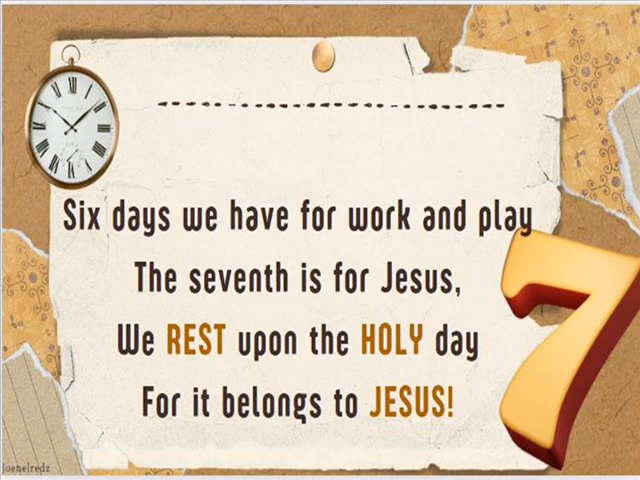 Six days we have for work and play
The seventh is for Jesus,
We REST upon the HOLY day
For it belongs to JESUS!
7
joenelredz